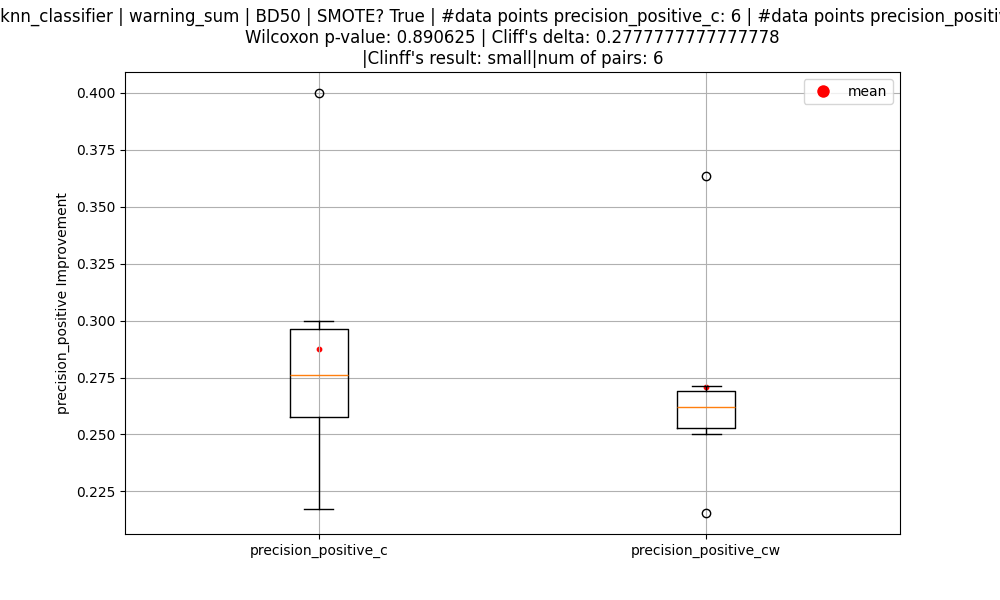 knn_classifier | warning_sum | BD50 | SMOTE? True | #data points precision_positive_c: 6 | #data points
Wilcoxon p-value: 0.890625 | Cliff's delta: 0.2777777777777778
|Clinff's result: small|num of pairs: 6
mean
0.400
0.375
0.350
0.325
0.300
0.275
0.250
0.225
precision_positive Improvement
precision_positive_c
precision_positive_cw